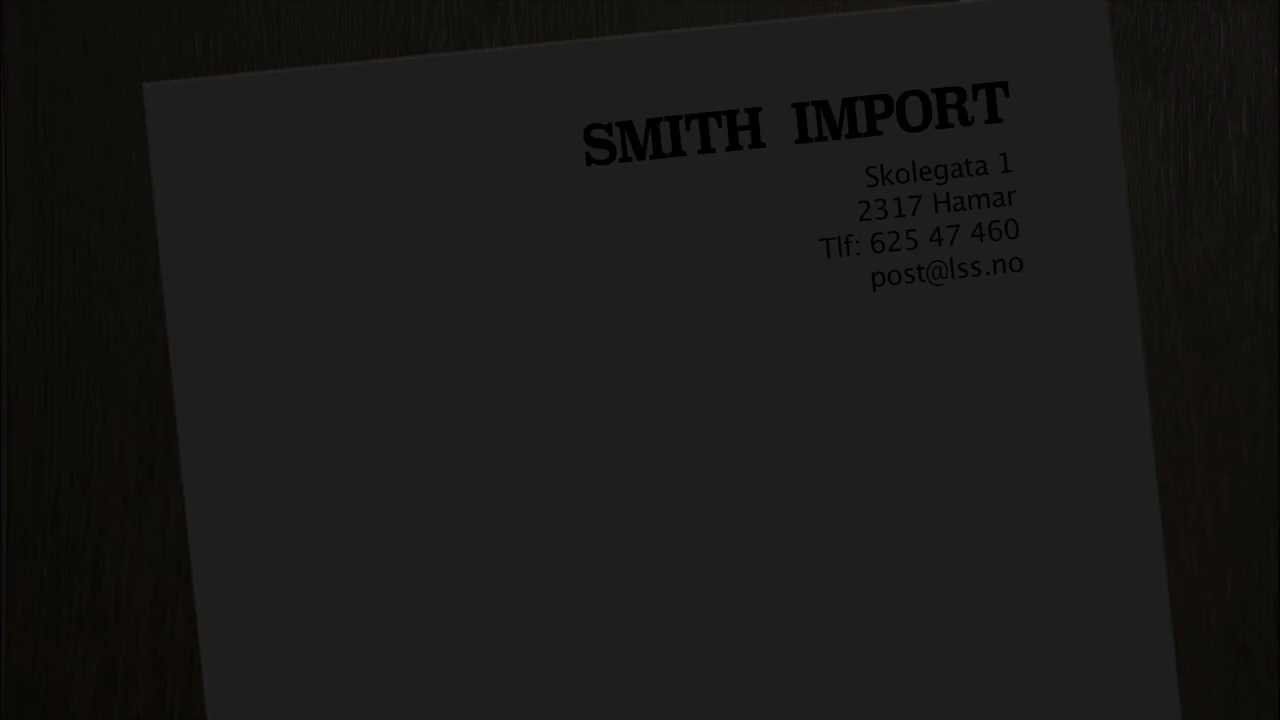 SMITH IMPORT
Skolegata 1
2317 Hamar
Tlf: 625 47 460
post@lss.no